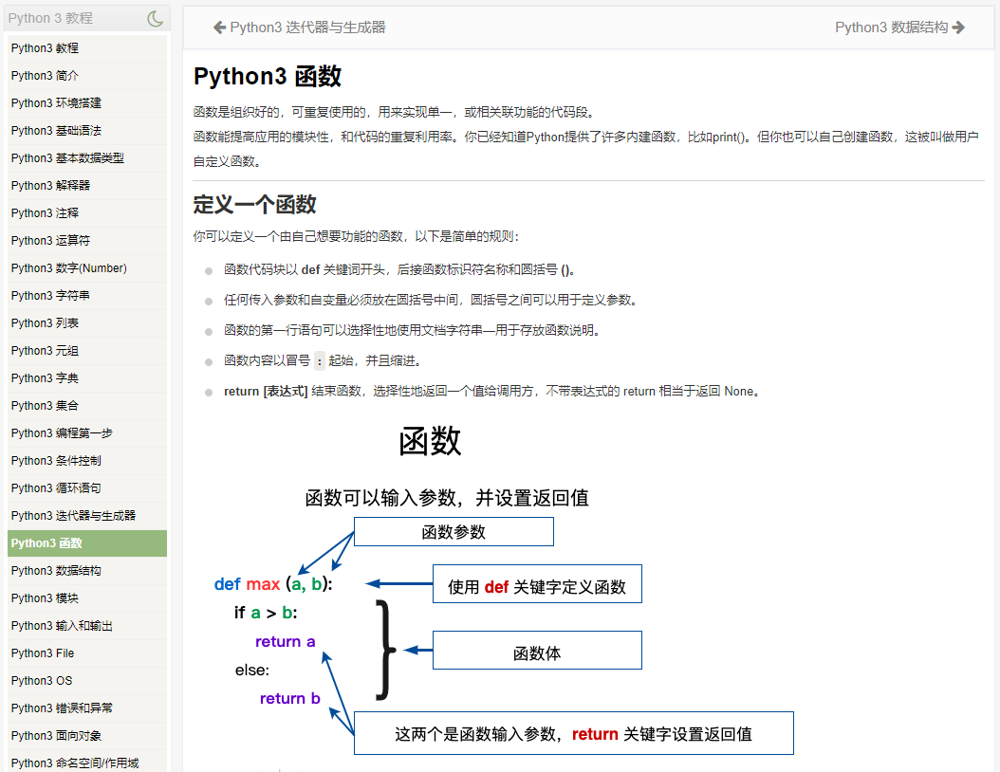 Python 3 教程
Python3 教程
Python3 简介
Python3 环境搭建
Python3 基础语法
Python3 基本数据类型
Python3 解释器
Python3 注释
Python3 运算符
Python3 数字(Number)
Python3 字符串
Python3 列表
Python3 元组
Python3 字典
Python3 集合
Python3 编程第一步
Python3 条件控制
Python3 循环语句
Python3 迭代器与生成器
Python3 函数
Python3 数据结构
Python3 模块
Python3 输入和输出
Python3 File
Python3 OS
Python3 错误和异常
Python3 面向对象
Python3 命名空间/作用域
Python3 迭代器与生成器
Python3 数据结构
Python3 函数
函数是组织好的，可重复使用的，用来实现单一，或相关联功能的代码段。
函数能提高应用的模块性，和代码的重复利用率。你已经知道Python提供了许多内建函数，比如print()。但你也可以自己创建函数，这被叫做用户
自定义函数。
定义一个函数
你可以定义一个由自己想要功能的函数，以下是简单的规则：
函数代码块以 def 关键词开头，后接函数标识符名称和圆括号 ()。
任何传入参数和自变量必须放在圆括号中间，圆括号之间可以用于定义参数。
函数的第一行语句可以选择性地使用文档字符串—用于存放函数说明。
函数内容以冒号 : 起始，并且缩进。
return [表达式] 结束函数，选择性地返回一个值给调用方，不带表达式的 return 相当于返回 None。
函数
函数可以输入参数，并设置返回值
函数参数
def max (a, b):
使用 def 关键字定义函数
if a > b:
return a
函数体
else:
return b
这两个是函数输入参数，return 关键字设置返回值